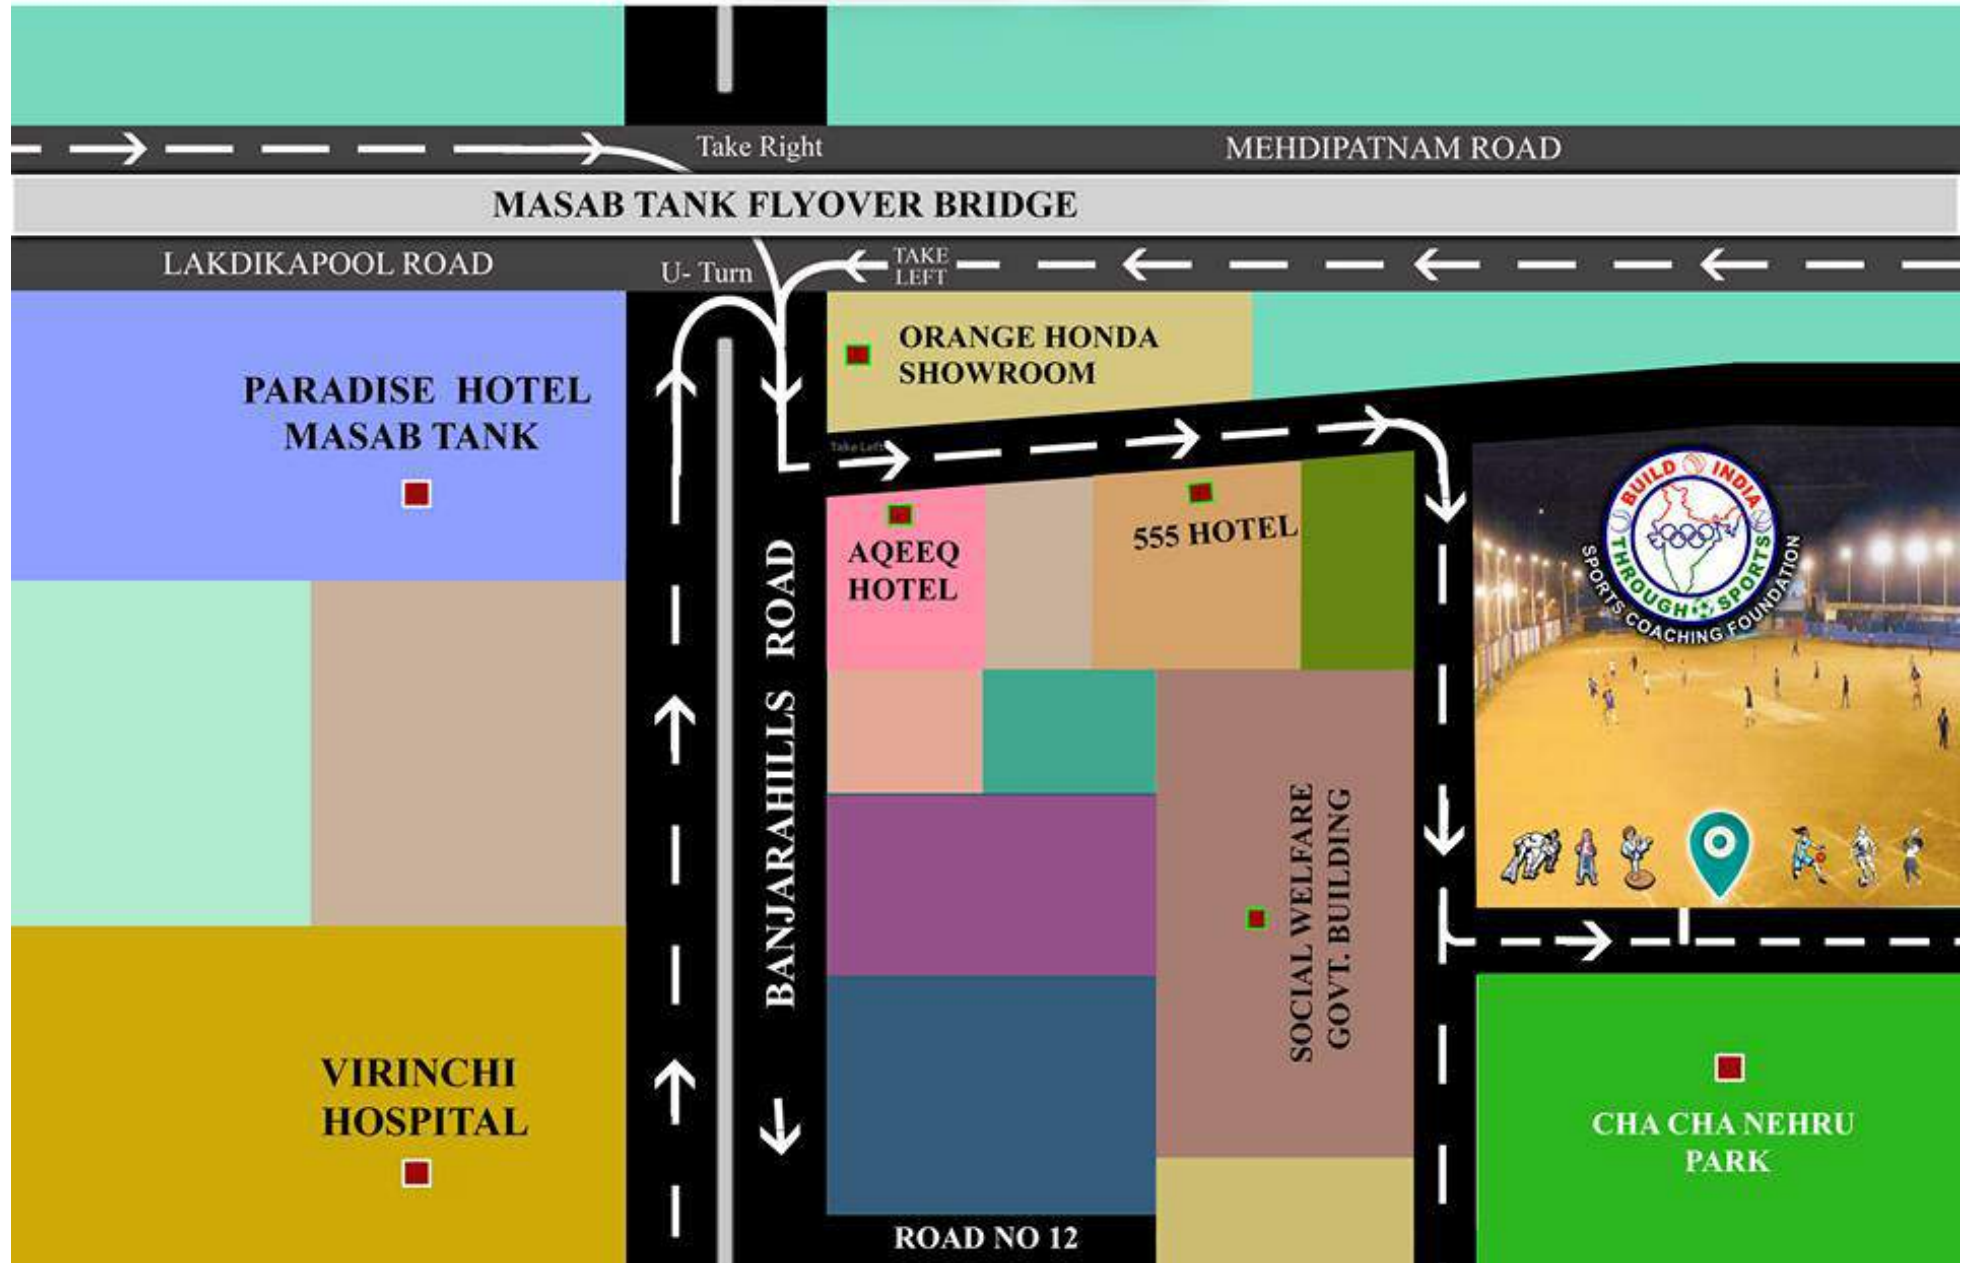 Take Right
MEHDIPATNAM ROAD
MASAB TANK FLYOVER BRIDGE
LAKDIKAPOOL ROAD
U- Turn
TAKE
LEFT
ORANGE HONDA
SHOWROOM
PARADISE HOTEL
MASAB TANK
Take Left
BUILD INDIA
THROUGH SPORTS
SPORTS COACHING FOUNDATION
555 HOTEL
AQEEQ
HOTEL
BANJARAHILLS ROAD
SOCIAL WELFARE
GOVT. BUILDING
VIRINCHI
HOSPITAL
CHA CHA NEHRU
PARK
ROAD NO 12